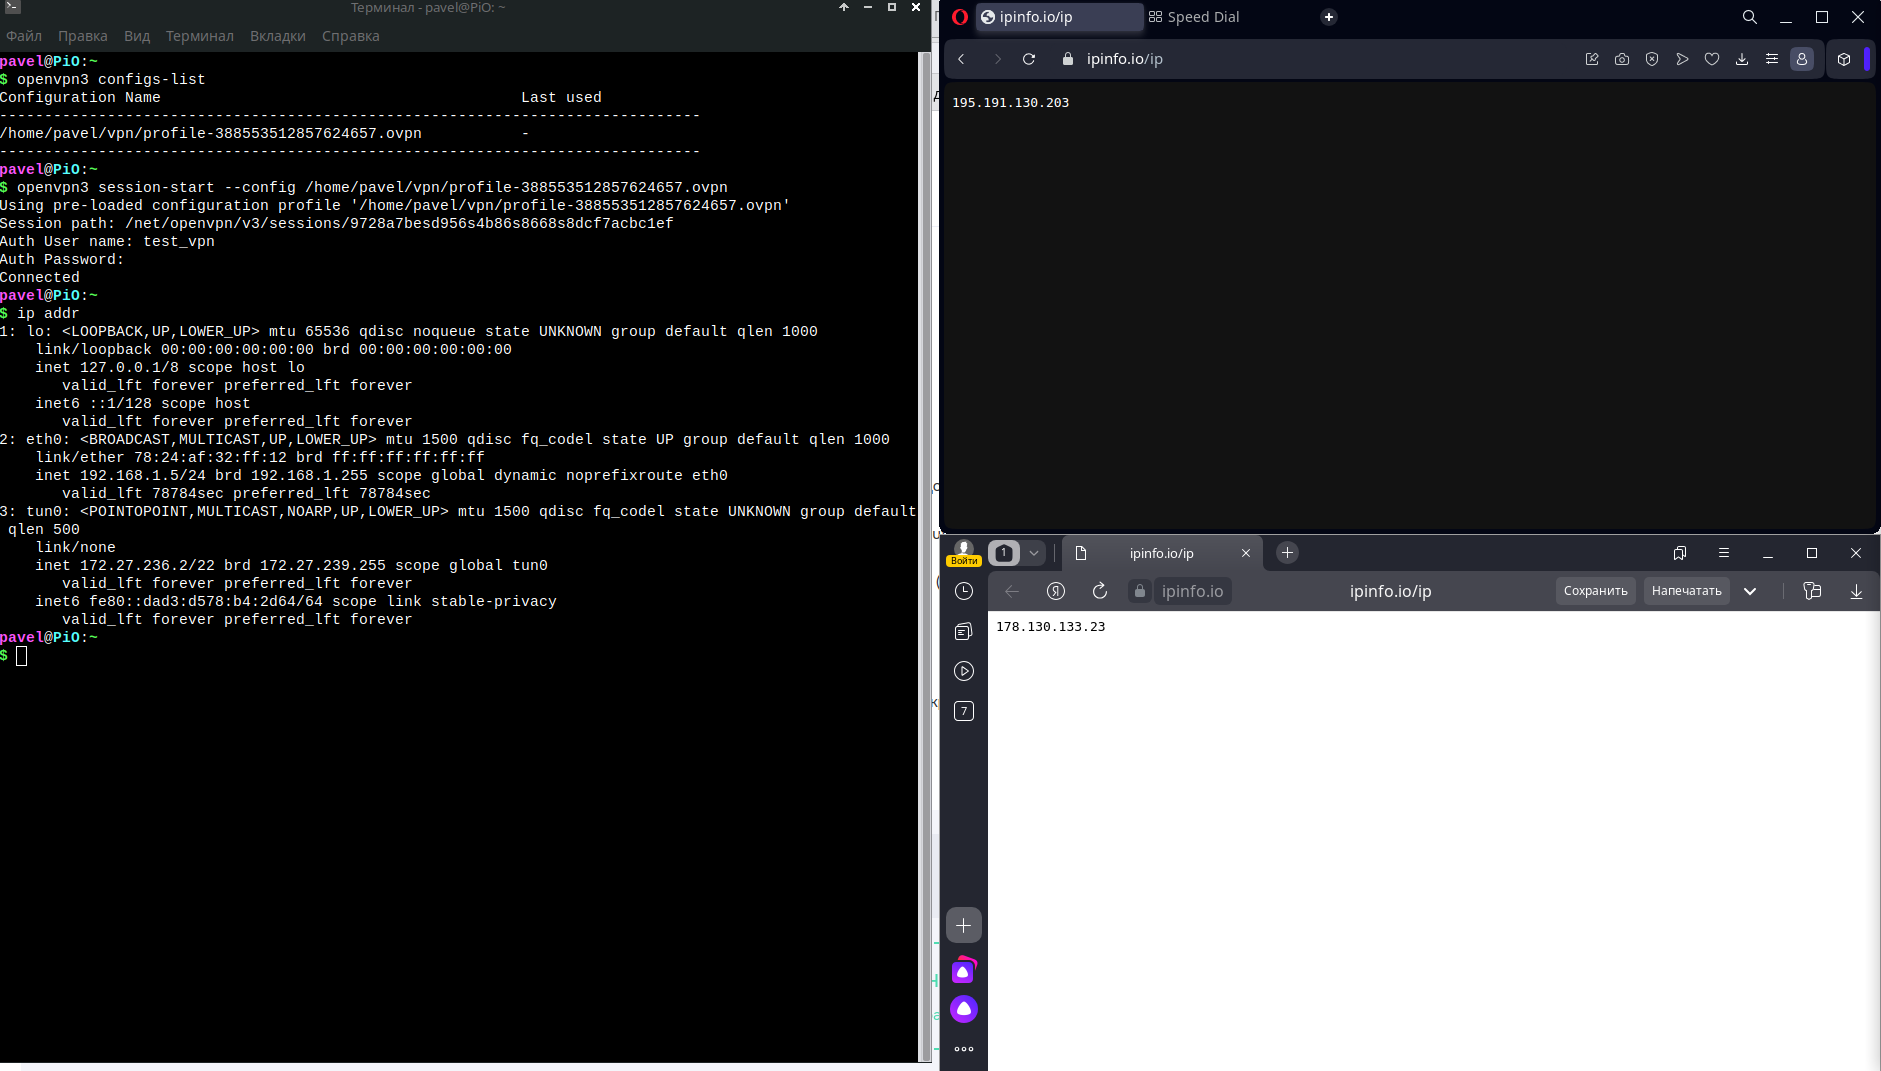 Терминал - pavel@PiO: ~
Файл Правка Вид Терминал Вкладки Справка
pavel@PiO:~
$ openvpn3 configs-list
Configuration Name Last used
------------------------------------------------------------------------------
/home/pavel/vpn/profile-388553512857624657.ovpn -
------------------------------------------------------------------------------
pavel@PiO:~
$ openvpn3 session-start --config /home/pavel/vpn/profile-388553512857624657.ovpn
Using pre-loaded configuration profile '/home/pavel/vpn/profile-388553512857624657.ovpn'
Session path: /net/openvpn/v3/sessions/9728a7besd956s4b86s8668s8dcf7acbc1ef
Auth User name: test_vpn
Auth Password:
Connected
pavel@PiO:~
$ ip addr
1: lo: <LOOPBACK,UP,LOWER_UP> mtu 65536 qdisc noqueue state UNKNOWN group default qlen 1000
link/loopback 00:00:00:00:00:00 brd 00:00:00:00:00:00
inet 127.0.0.1/8 scope host lo
valid_lft forever preferred_lft forever
inet6 ::1/128 scope host
valid_lft forever preferred_lft forever
2: eth0: <BROADCAST,MULTICAST,UP,LOWER_UP> mtu 1500 qdisc fq_codel state UP group default qlen 1000
link/ether 78:24:af:32:ff:12 brd ff:ff:ff:ff:ff:ff
inet 192.168.1.5/24 brd 192.168.1.255 scope global dynamic noprefixroute eth0
valid_lft 78784sec preferred_lft 78784sec
3: tun0: <POINTOPOINT,MULTICAST,NOARP,UP,LOWER_UP> mtu 1500 qdisc fq_codel state UNKNOWN group default
qlen 500
link/none
inet 172.27.236.2/22 brd 172.27.239.255 scope global tun0
valid_lft forever preferred_lft forever
inet6 fe80::dad3:d578:b4:2d64/64 scope link stable-privacy
valid_lft forever preferred_lft forever
pavel@PiO:~
$
ipinfo.io/ip Speed Dial
ipinfo.io/ip
195.191.130.203
Войти 1 ipinfo.io/ip
Я ipinfo.io ipinfo.io/ip Сохранить Напечатать
178.130.133.23
7